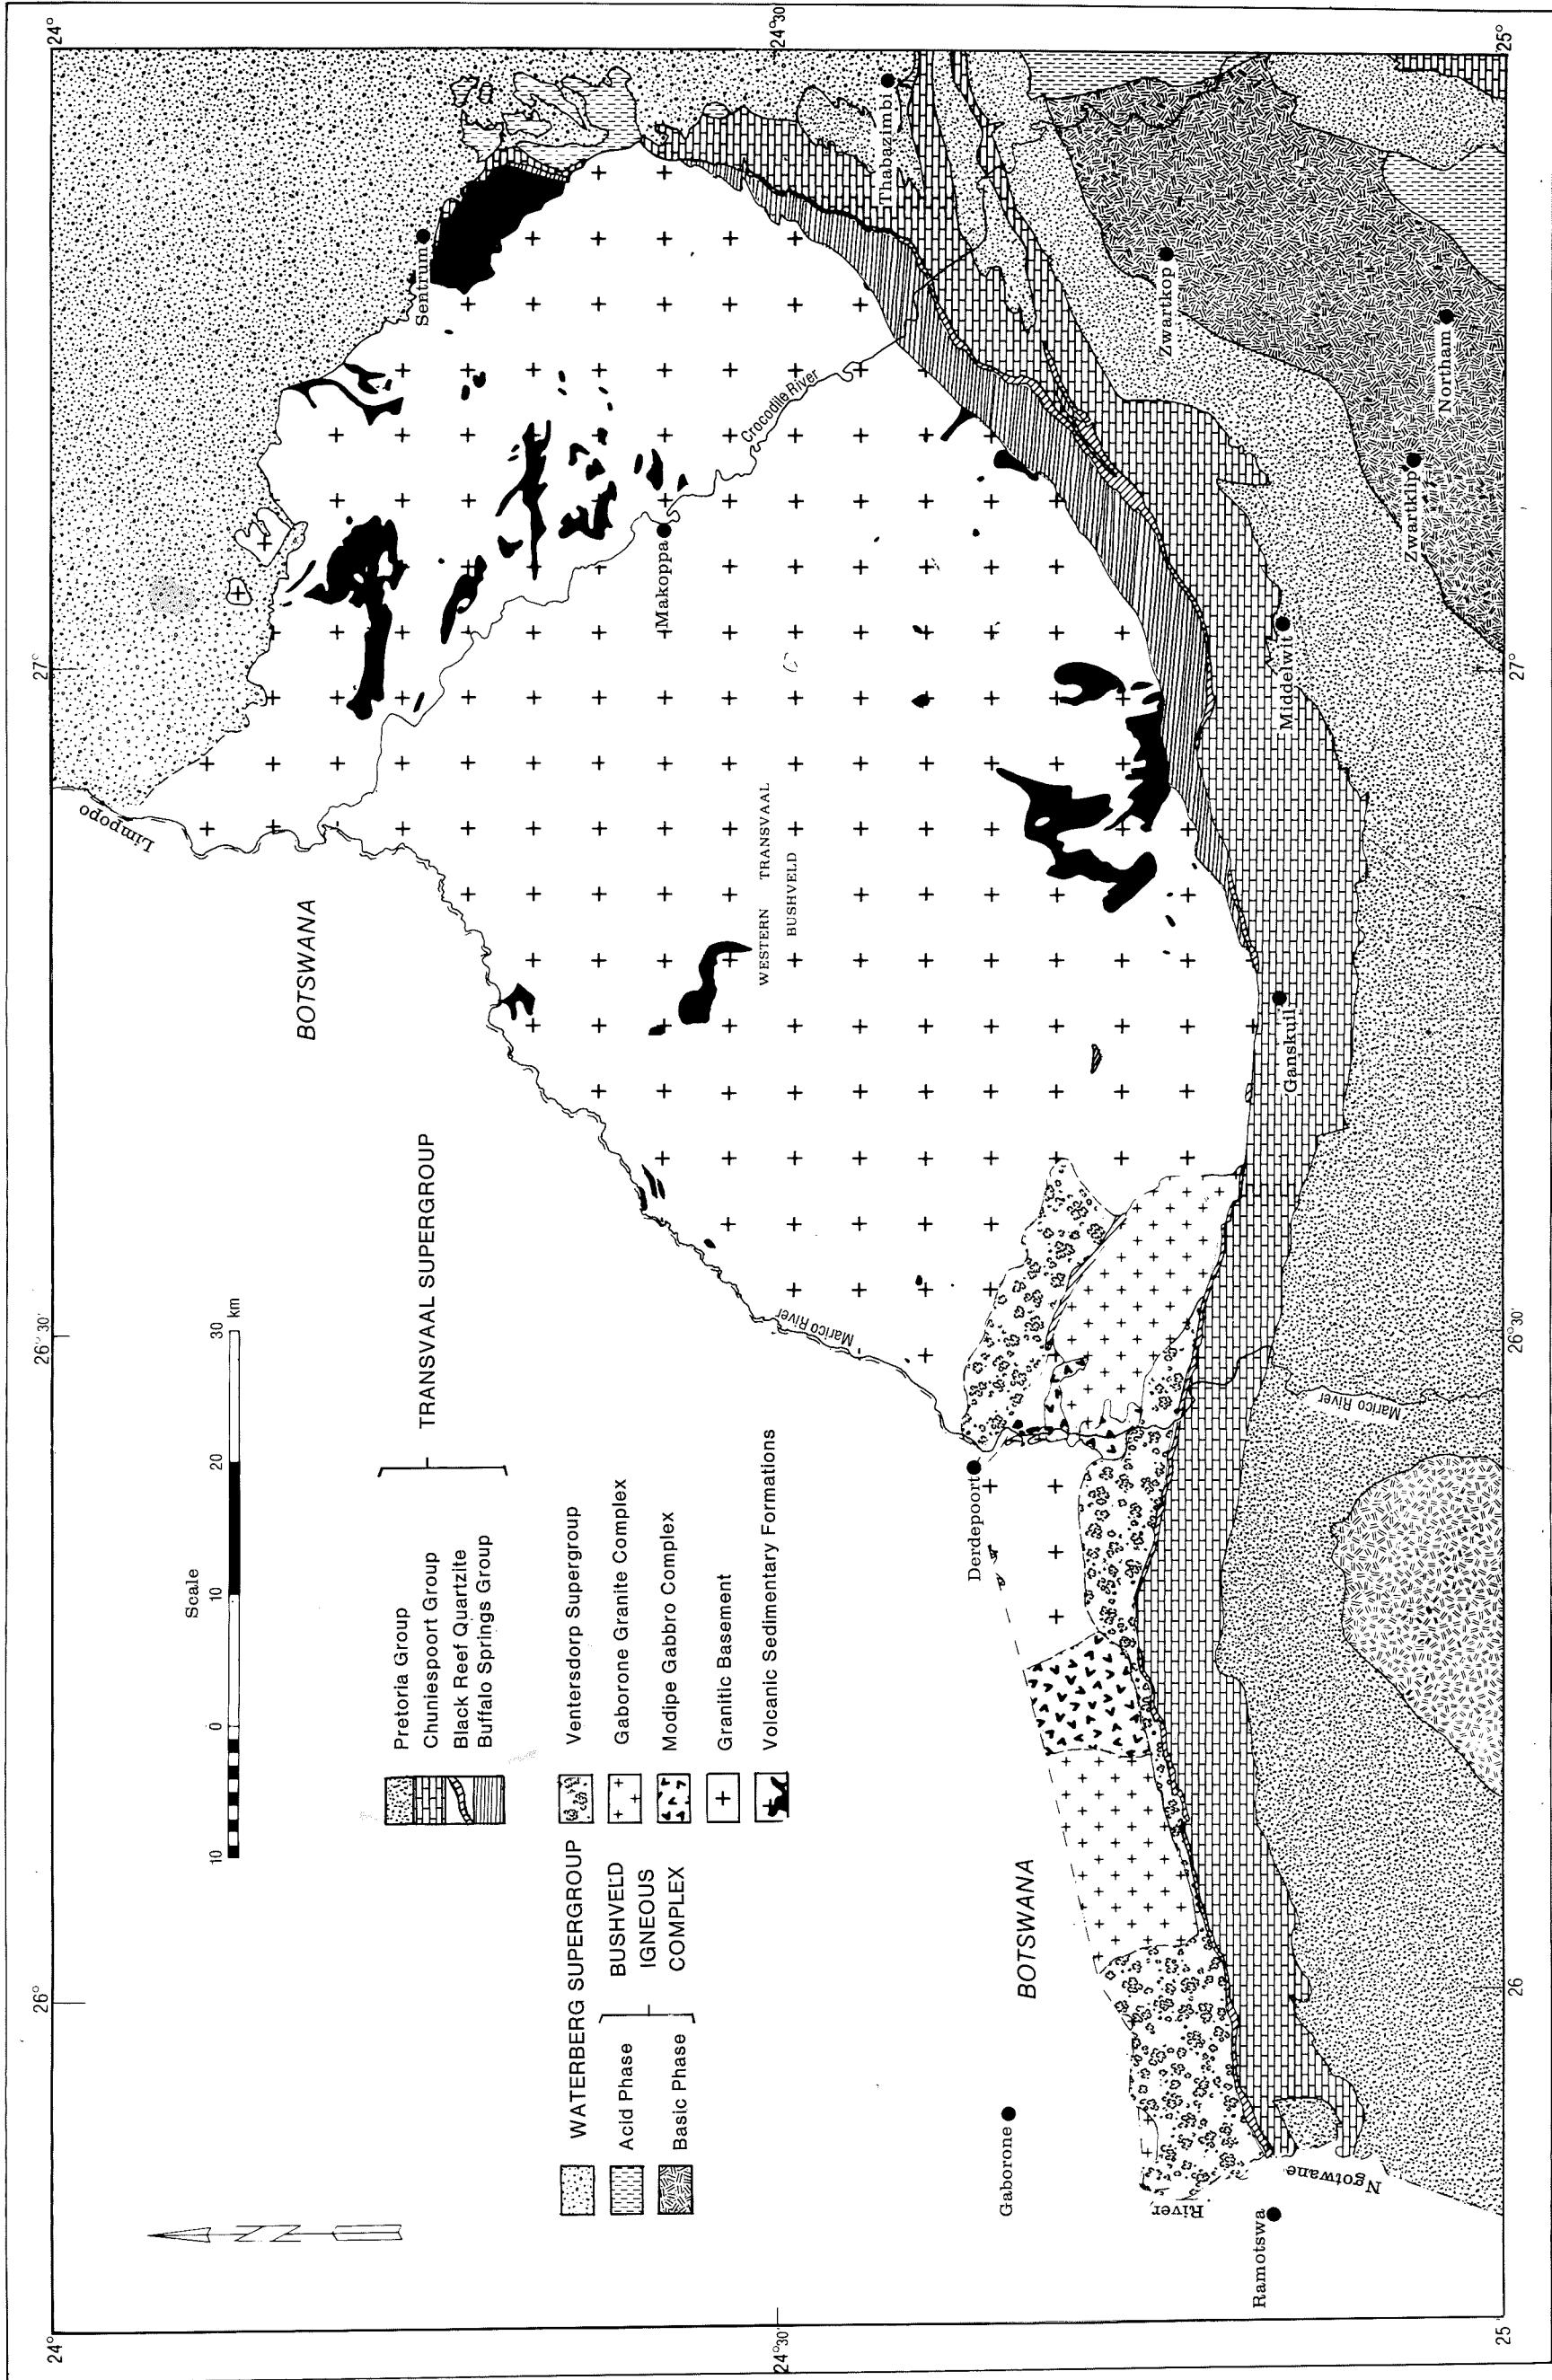 24°
24°30'
25°
26°
26° 30'
27°
Scale
10 0 10 20 30 km
Pretoria Group
Chuniespoort Group
Black Reef Quartzite
Buffalo Springs Group
TRANSVAAL SUPERGROUP
WATERBERG SUPERGROUP
Acid Phase
Basic Phase
BUSHVELD
IGNEOUS
COMPLEX
Ventersdorp Supergroup
Gaborone Granite Complex
Modipe Gabbro Complex
Granitic Basement
Volcanic Sedimentary Formations
N
BOTSWANA
Limpopo
Sentrum
Makoppa
Crocodile River
WESTERN TRANSVAAL
BUSHVELD
Thabazimbi
Marico River
Derdepoort
BOTSWANA
Gaborone
River
Ramotswa
Ngotwane
Marico River
Ganskuil
Middelwit
Zwartkop
Zwartklip
Northam
24°
24°30'
25°
26
26°30'
27°